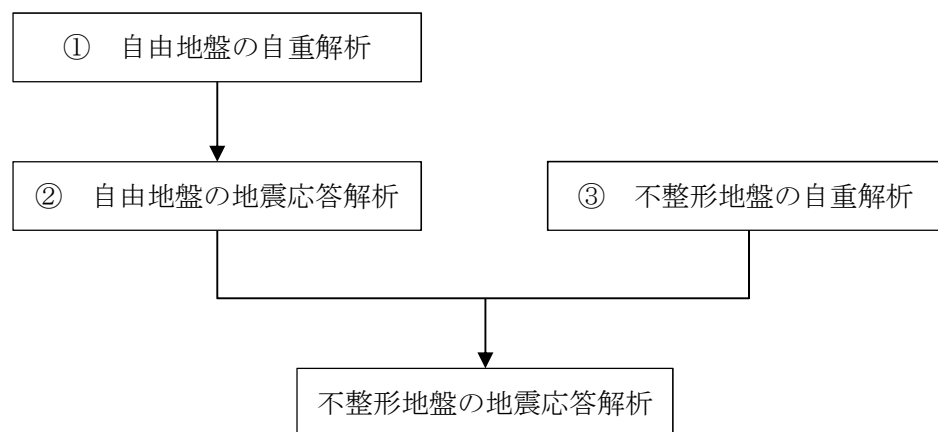 ① 自由地盤の自重解析
② 自由地盤の地震応答解析
③ 不整形地盤の自重解析
不整形地盤の地震応答解析